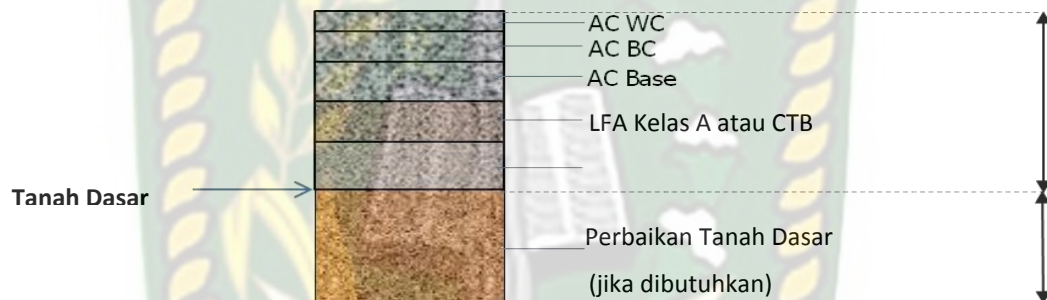 AC WC
AC BC
AC Base
LFA Kelas A atau CTB
Tanah Dasar
Perbaikan Tanah Dasar
(jika dibutuhkan)